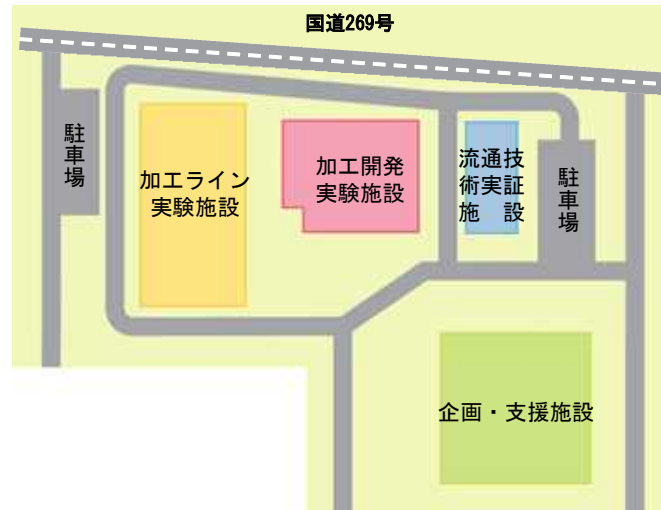 国道269号
駐車場
加工ライン
実験施設
加工開発
実験施設
流通技
術実証
施　設
駐車場
企画・支援施設